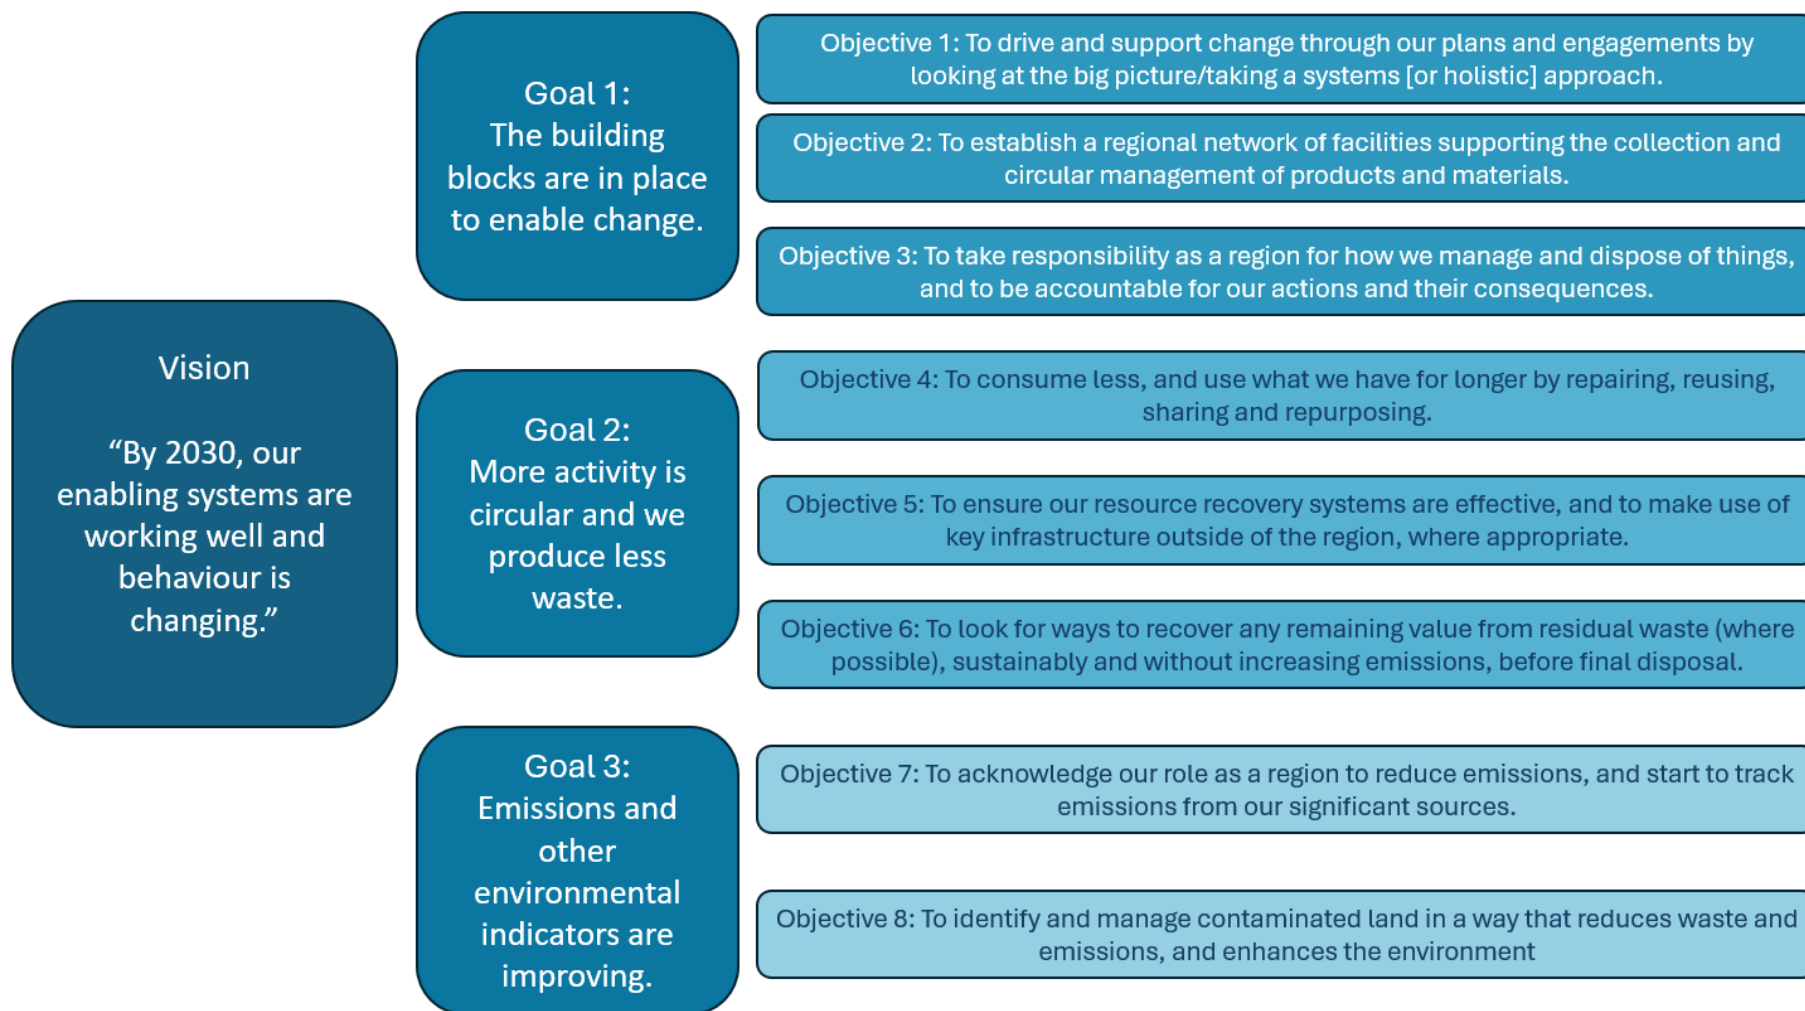 Vision
“By 2030, our
enabling systems are
working well and
behaviour is
changing.”
Goal 1:
The building
blocks are in place
to enable change.
Objective 1: To drive and support change through our plans and engagements by
looking at the big picture/taking a systems [or holistic] approach.
Objective 2: To establish a regional network of facilities supporting the collection and
circular management of products and materials.
Objective 3: To take responsibility as a region for how we manage and dispose of things,
and to be accountable for our actions and their consequences.
Goal 2:
More activity is
circular and we
produce less
waste.
Objective 4: To consume less, and use what we have for longer by repairing, reusing,
sharing and repurposing.
Objective 5: To ensure our resource recovery systems are effective, and to make use of
key infrastructure outside of the region, where appropriate.
Objective 6: To look for ways to recover any remaining value from residual waste (where
possible), sustainably and without increasing emissions, before final disposal.
Goal 3:
Emissions and
other
environmental
indicators are
improving.
Objective 7: To acknowledge our role as a region to reduce emissions, and start to track
emissions from our significant sources.
Objective 8: To identify and manage contaminated land in a way that reduces waste and
emissions, and enhances the environment